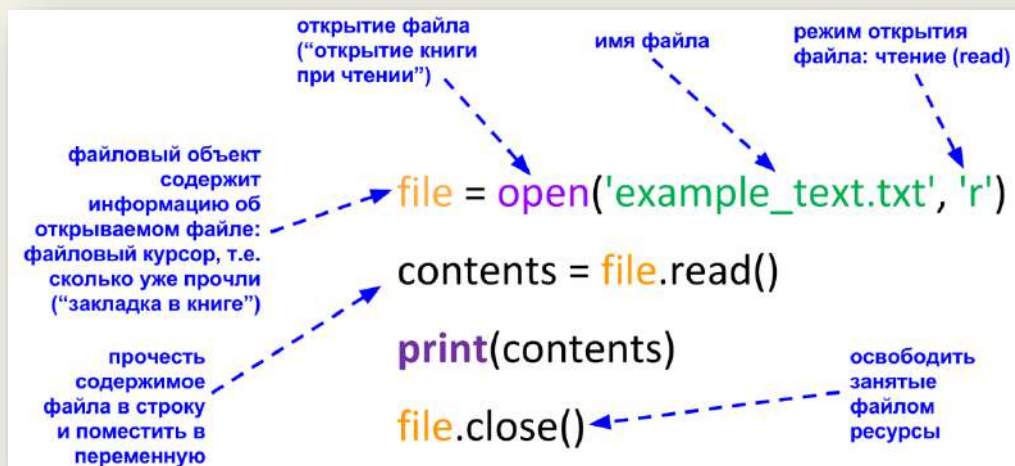 открытие файла
(“открытие книги
при чтении”)
имя файла
режим открытия
файла: чтение (read)
файловый объект
содержит
информацию об
открываемом файле:
файловый курсор, т.е.
сколько уже прочли
(“закладка в книге”)
file = open('example_text.txt', 'r')
contents = file.read()
print(contents)
file.close()
прочесть
содержимое
файла в строку
и поместить в
переменную
освободить
занятые
файлом
ресурсы